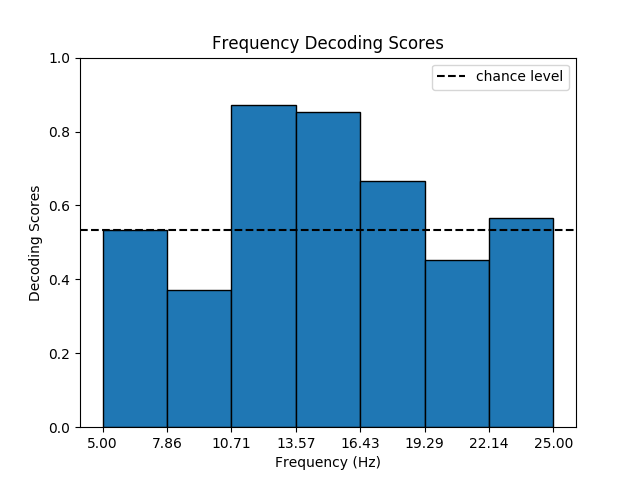 Frequency Decoding Scores
chance level
1.0
0.8
0.6
0.4
0.2
0.0
Decoding Scores
5.00 7.86 10.71 13.57 16.43 19.29 22.14 25.00
Frequency (Hz)